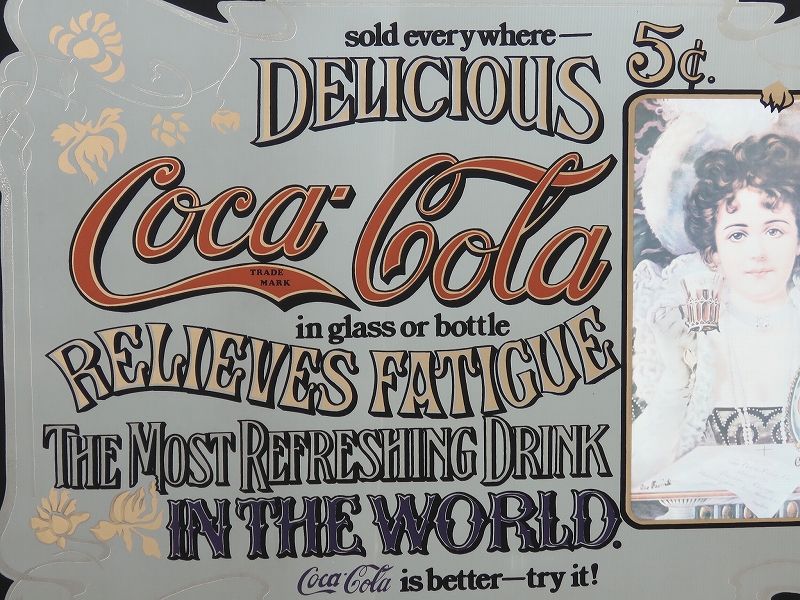 sold everywhere— 5¢.
DELICIOUS
Coca-Cola
TRADE
MARK
in glass or bottle
RELIEVES FATIGUE
THE MOST REFRESHING DRINK
IN THE WORLD.
Coca-Cola is better—try it!